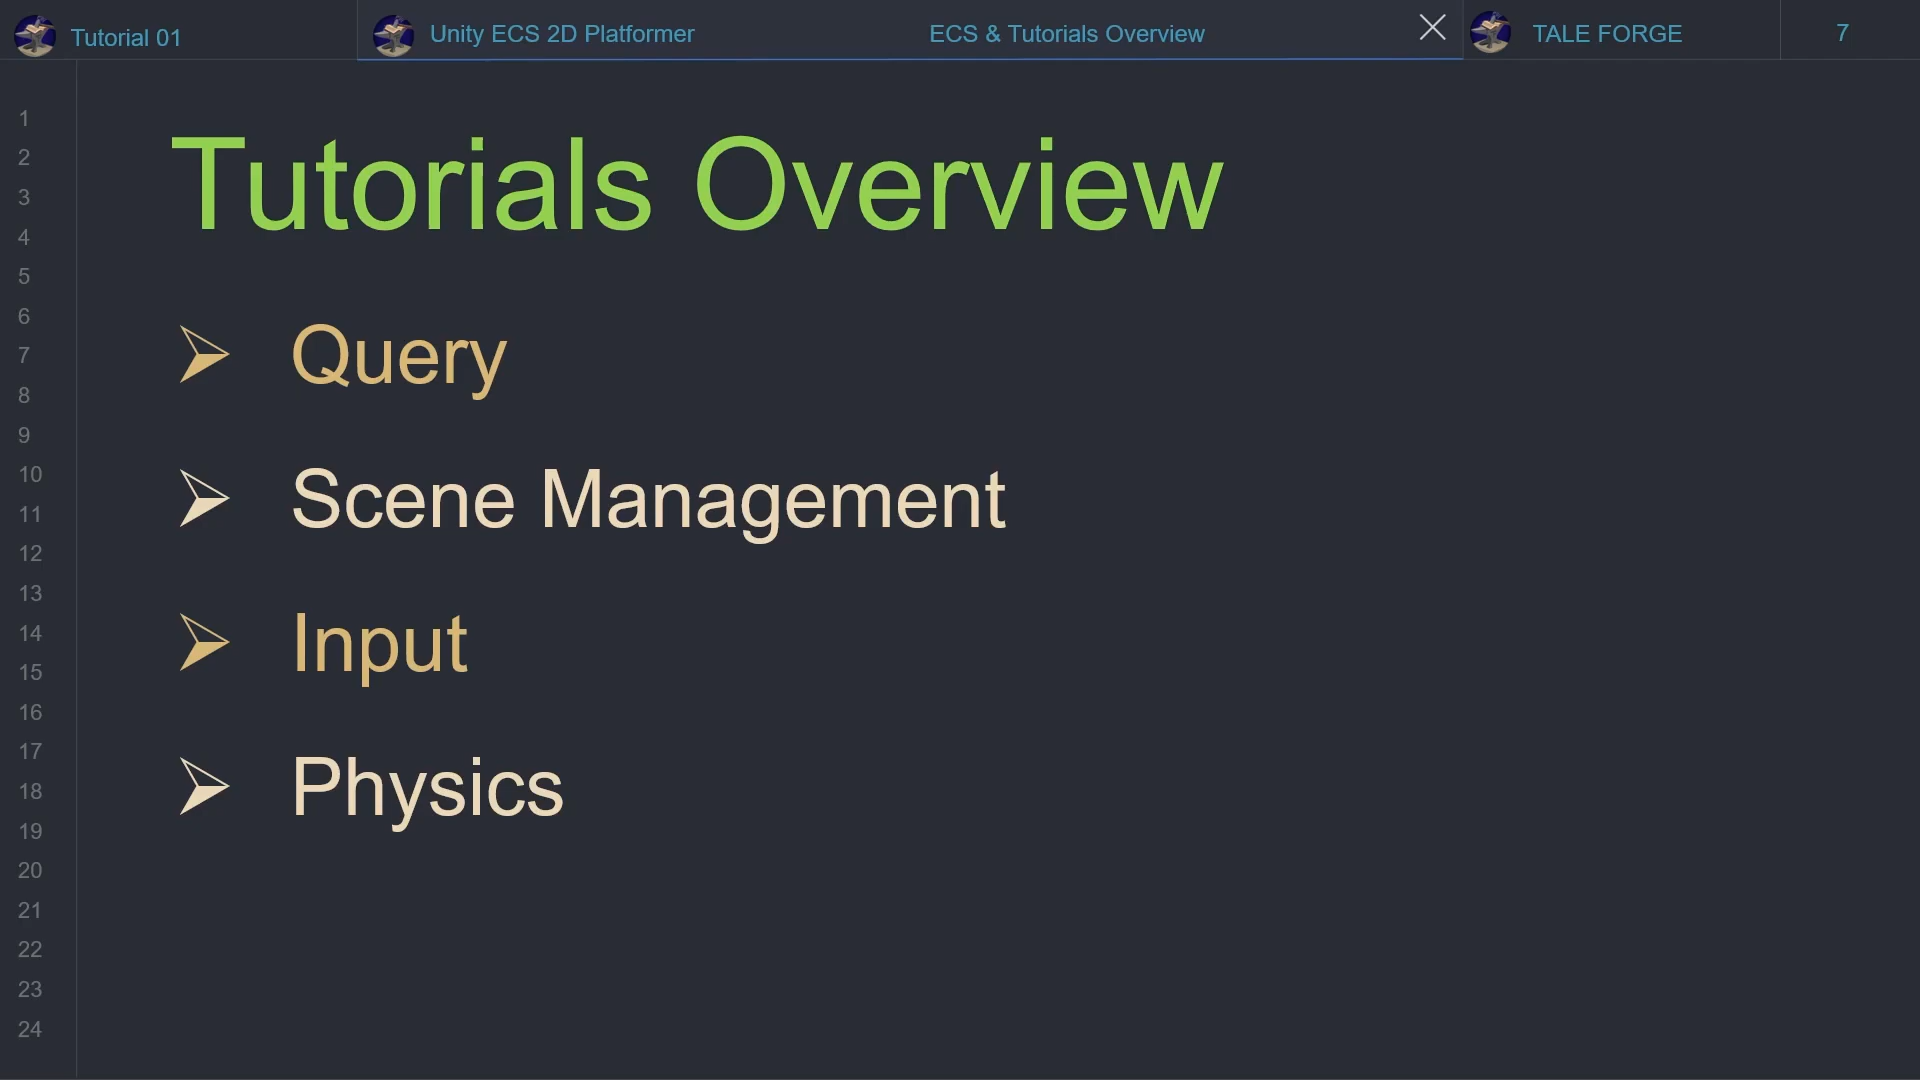 Tutorial 01
Unity ECS 2D Platformer
ECS & Tutorials Overview
TALE FORGE
7
1
2
3
4
5
6
7
8
9
10
11
12
13
14
15
16
17
18
19
20
21
22
23
24
Tutorials Overview
Query
Scene Management
Input
Physics